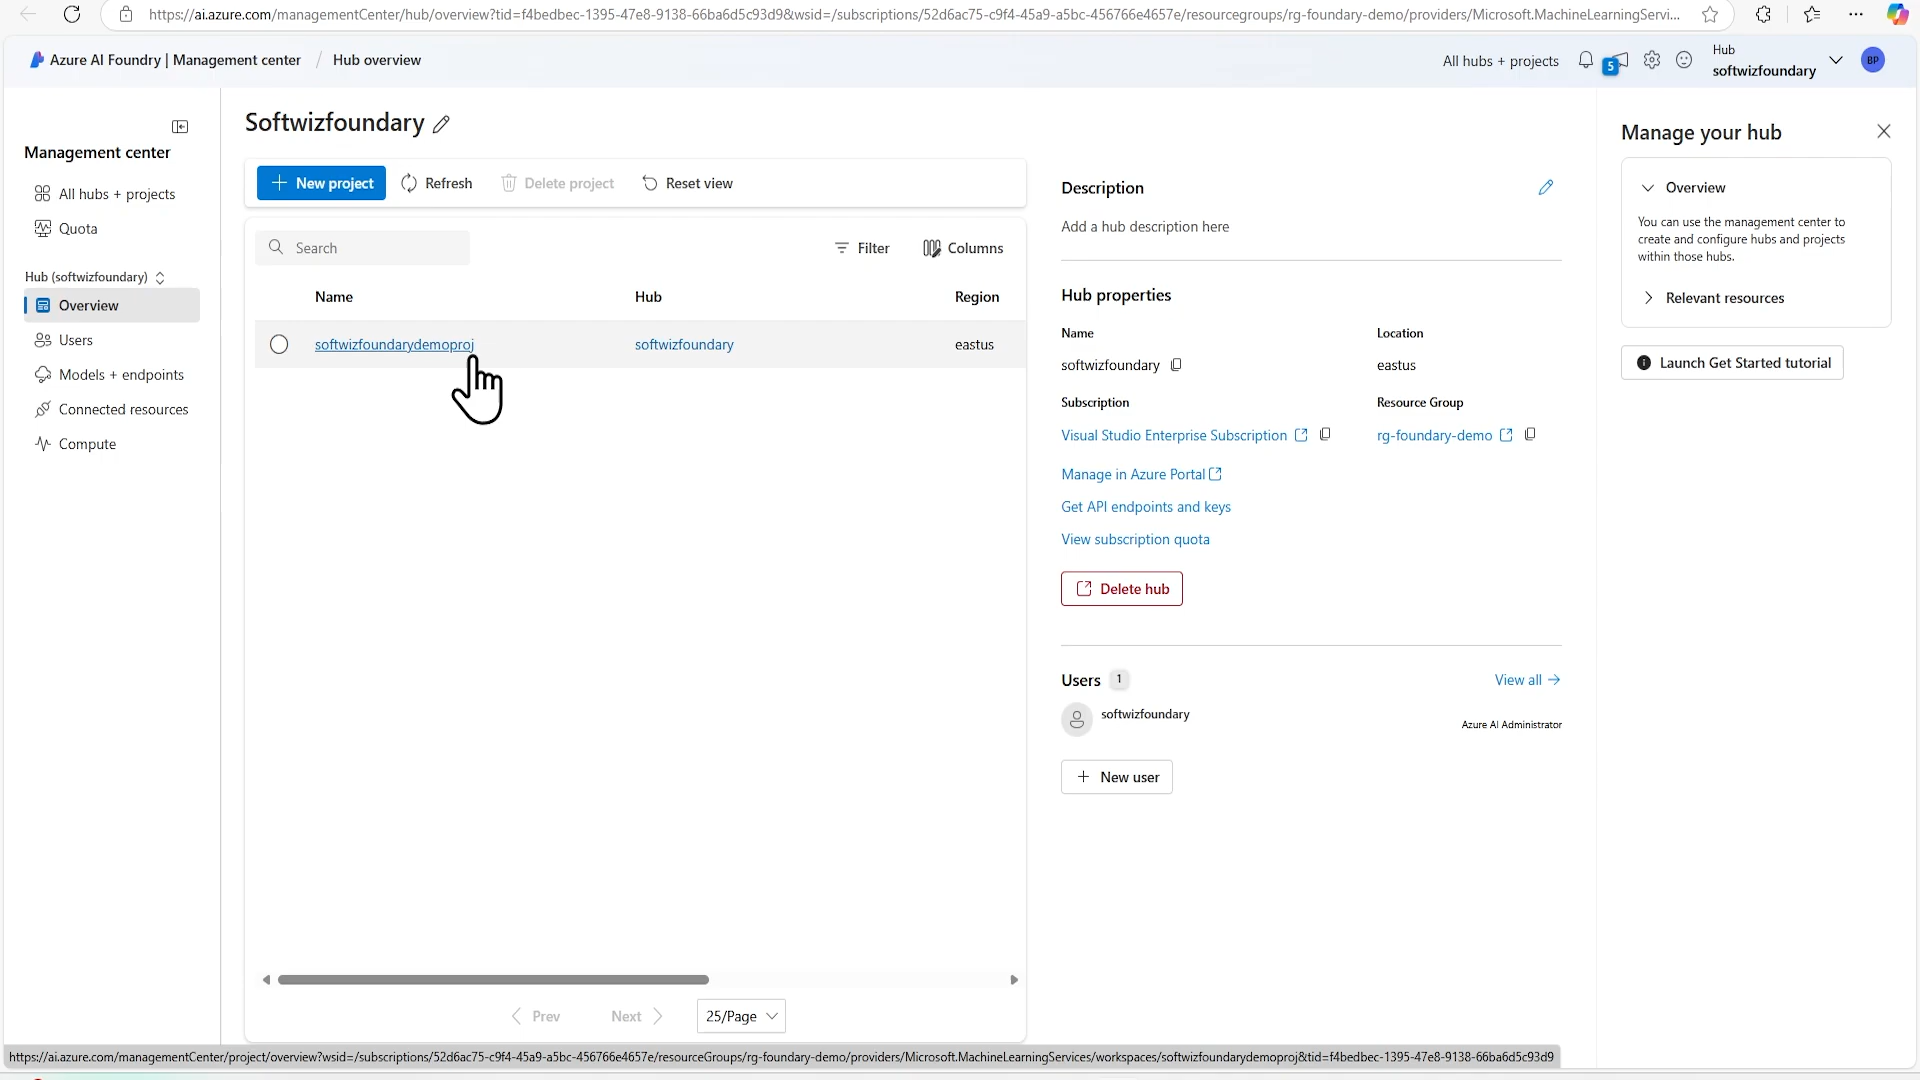 https://ai.azure.com/managementCenter/hub/overview?tid=f4bedbec-1395-47e8-9138-66ba6d5c93d9&wsid=/subscriptions/52d6ac75-c9f4-45a9-a5bc-456766e4657e/resourcegroups/rg-foundary-demo/providers/Microsoft.MachineLearningServi...
Azure AI Foundry | Management center / Hub overview
All hubs + projects
5
Hub
softwizfoundary
BP
Management center
All hubs + projects
Quota
Hub (softwizfoundary)
Overview
Users
Models + endpoints
Connected resources
Compute
Softwizfoundary
New project
Refresh
Delete project
Reset view
Search
Filter
Columns
Name Hub Region
softwizfoundarydemoproj softwizfoundary eastus
Prev
Next
25/Page
Description
Add a hub description here
Hub properties
Name Location
softwizfoundary eastus
Subscription Resource Group
Visual Studio Enterprise Subscription rg-foundary-demo
Manage in Azure Portal
Get API endpoints and keys
View subscription quota
Delete hub
Users 1
View all
softwizfoundary
Azure AI Administrator
New user
Manage your hub
Overview
You can use the management center to
create and configure hubs and projects
within those hubs.
Relevant resources
Launch Get Started tutorial
https://ai.azure.com/managementCenter/project/overview?wsid=/subscriptions/52d6ac75-c9f4-45a9-a5bc-456766e4657e/resourceGroups/rg-foundary-demo/providers/Microsoft.MachineLearningServices/workspaces/softwizfoundarydemoproj&tid=f4bedbec-1395-47e8-9138-66ba6d5c93d9